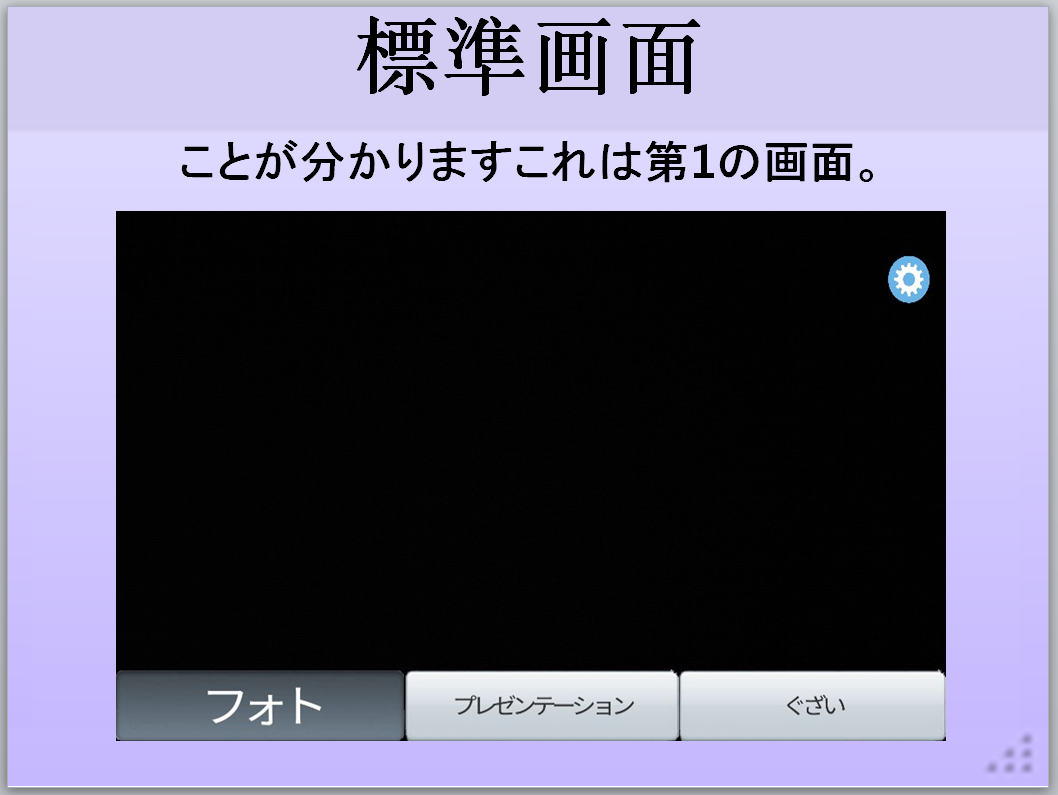 標準画面
ことが分かりますこれは第1の画面。
フォト
プレゼンテーション
ぐざい